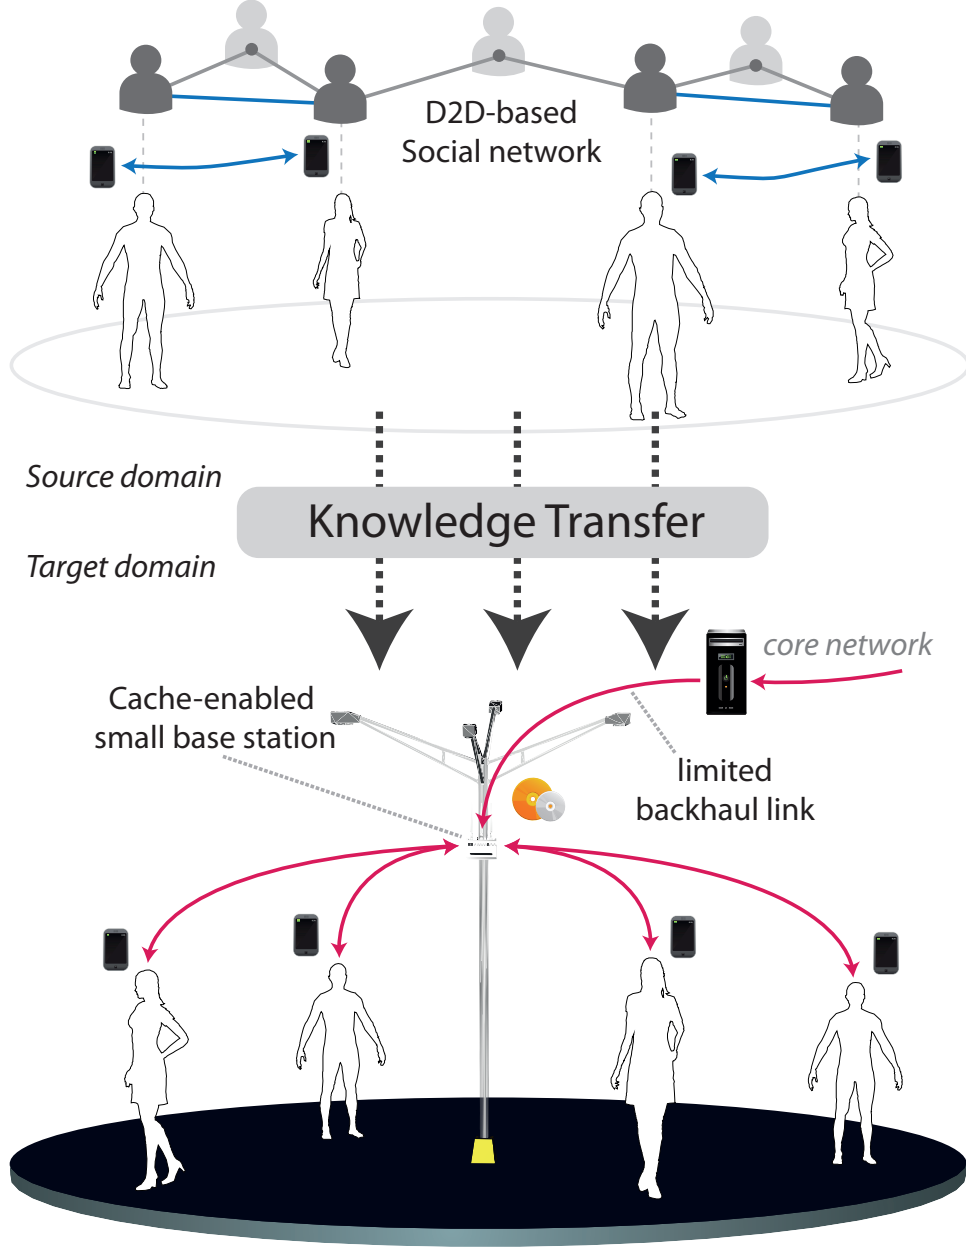 D2D-based
Social network
Source domain
Knowledge Transfer
Target domain
core network
Cache-enabled
small base station
limited
backhaul link